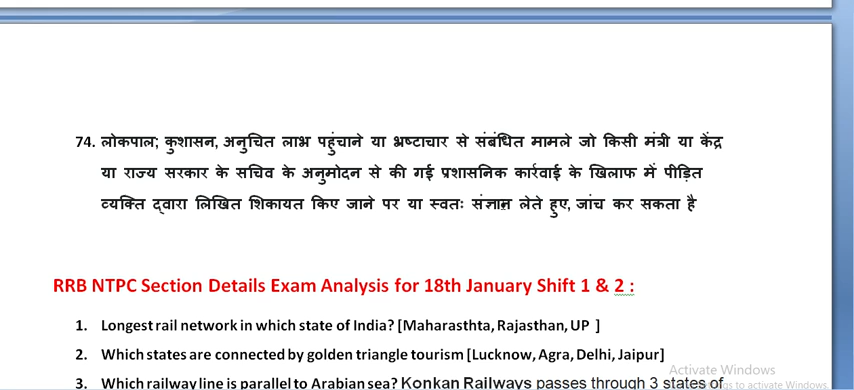 74. लोकपाल; कुशासन, अनुचित लाभ पहुंचाने या भ्रष्टाचार से संबंधित मामले जो किसी मंत्री या केंद्र
या राज्य सरकार के सचिव के अनुमोदन से की गई प्रशासनिक कार्रवाई के खिलाफ में पीड़ित
व्यक्ति द्वारा लिखित शिकायत किए जाने पर या स्वतः संज्ञान लेते हुए, जांच कर सकता है
RRB NTPC Section Details Exam Analysis for 18th January Shift 1 & 2 :
1. Longest rail network in which state of India? [Maharasthta, Rajasthan, UP ]
2. Which states are connected by golden triangle tourism [Lucknow, Agra, Delhi, Jaipur]
Activate Windows
3. Which railway line is parallel to Arabian sea? Konkan Railways passes through 3 states of
to activate Windows.